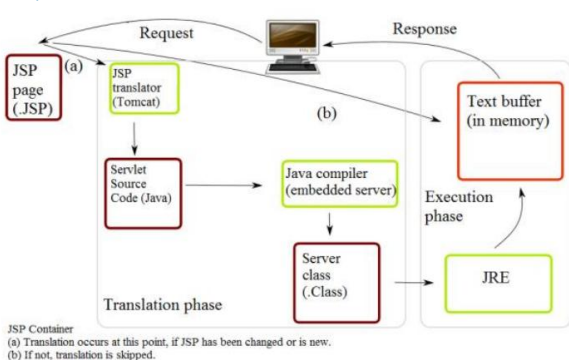 Request
Response
JSP
page
(.JSP)
(a)
JSP
translator
(Tomcat)
(b)
Text buffer
(in memory)
Servlet
Source
Code (Java)
Java compiler
(embedded server)
Execution
phase
Server
class
(.Class)
JRE
Translation phase
JSP Container
(a) Translation occurs at this point, if JSP has been changed or is new.
(b) If not, translation is skipped.